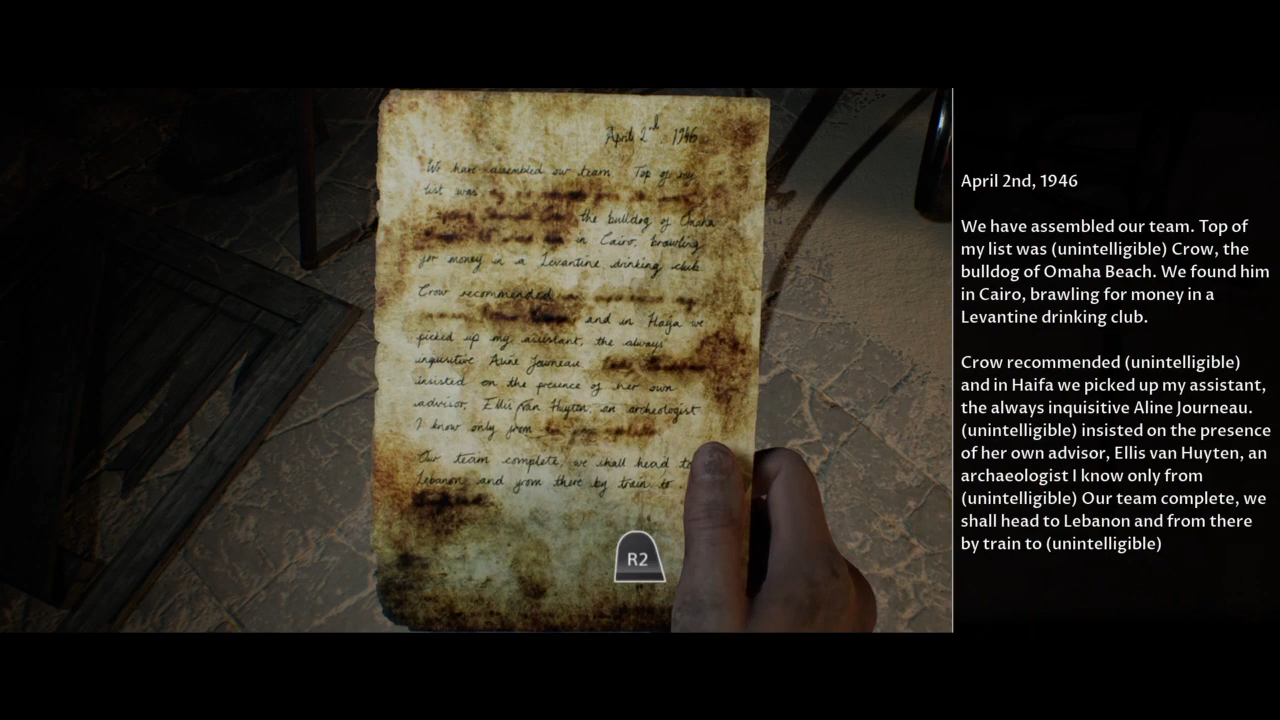 April 2nd, 1946
We have assembled our team. Top of my
list was
the bulldog of Omaha
in Cairo, brawling
for money in a Levantine drinking club.
Crow recommended
and in Haifa we
picked up my assistant, the always
inquisitive Aline Journeau.
insisted on the presence of her own
advisor, Ellis van Huyten, an archeologist
I know only from
Our team complete, we shall head to
Lebanon and from there by train to
R2
April 2nd, 1946
We have assembled our team. Top of
my list was (unintelligible) Crow, the
bulldog of Omaha Beach. We found him
in Cairo, brawling for money in a
Levantine drinking club.
Crow recommended (unintelligible)
and in Haifa we picked up my assistant,
the always inquisitive Aline Journeau.
(unintelligible) insisted on the presence
of her own advisor, Ellis van Huyten, an
archaeologist I know only from
(unintelligible) Our team complete, we
shall head to Lebanon and from there
by train to (unintelligible)